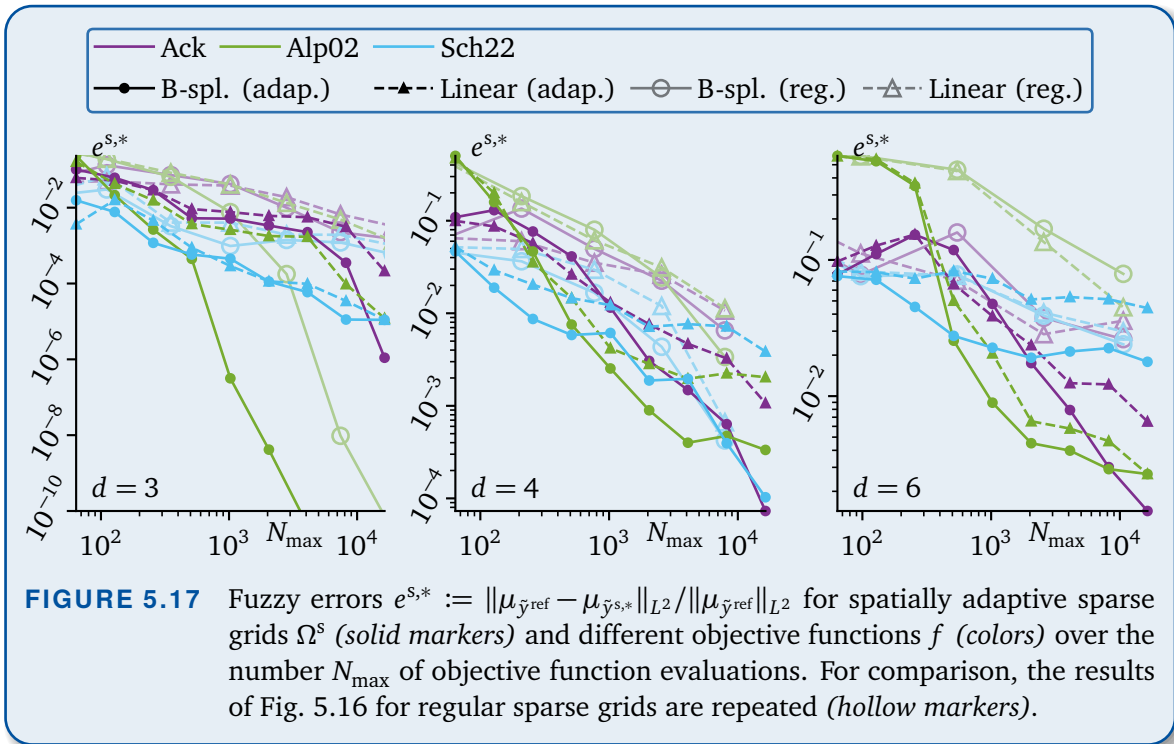 Ack Alp02 Sch22
B-spl. (adap.) Linear (adap.) B-spl. (reg.) Linear (reg.)
e^{s,*} e^{s,*} e^{s,*}
10^{−2}
10^{−4}
10^{−6}
10^{−8}
10^{−10}
d = 3
10^2 10^3 N_max 10^4
10^{−1}
10^{−2}
10^{−3}
10^{−4}
d = 4
10^2 10^3 N_max 10^4
10^{−1}
10^{−2}
d = 6
10^2 10^3 N_max 10^4
FIGURE 5.17 Fuzzy errors e^{s,*} := ‖μ_{ỹ^{ref}} − μ_{ỹ^{s,*}}‖_{L^2}/‖μ_{ỹ^{ref}}‖_{L^2} for spatially adaptive sparse
grids Ω^s (solid markers) and different objective functions f (colors) over the
number N_max of objective function evaluations. For comparison, the results
of Fig. 5.16 for regular sparse grids are repeated (hollow markers).